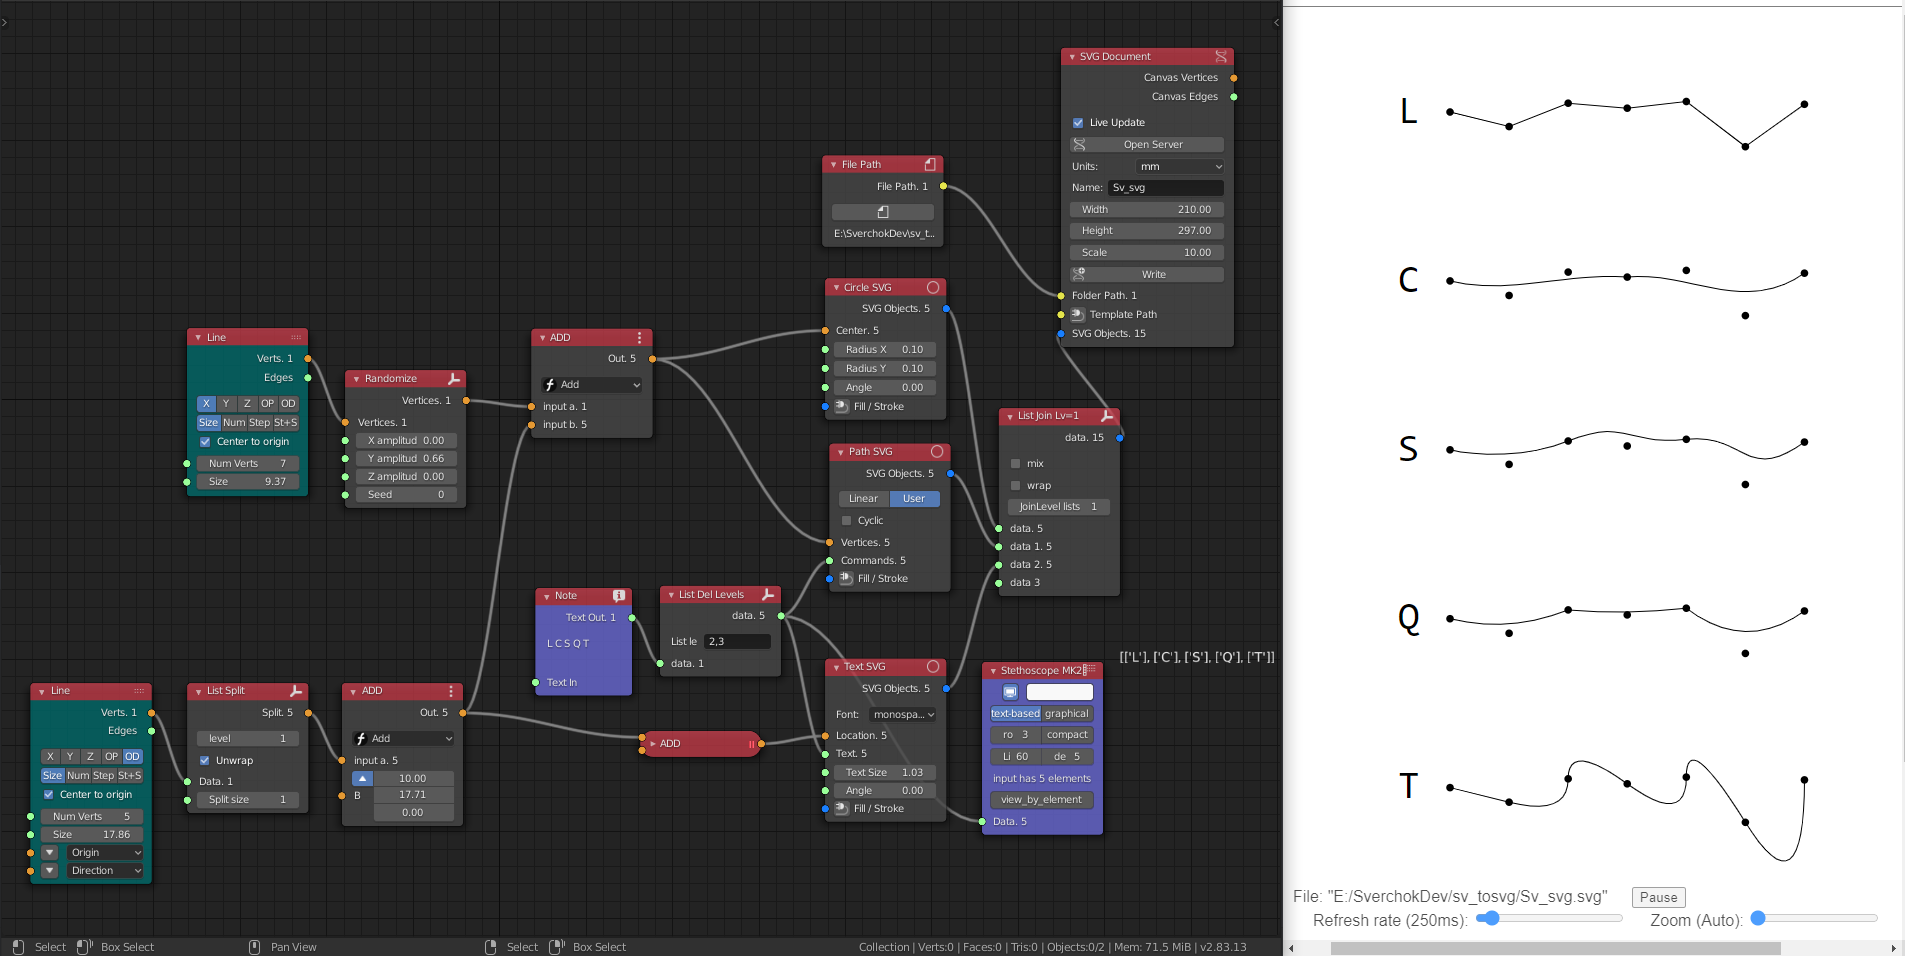 SVG Document
Canvas Vertices
Canvas Edges
Live Update
Open Server
Units: mm
Name: Sv_svg
Width 210.00
Height 297.00
Scale 10.00
Write
Folder Path. 1
Template Path
SVG Objects. 15
File Path
File Path. 1
E:\SverchokDev\sv_t...
Circle SVG
SVG Objects. 5
Center. 5
Radius X 0.10
Radius Y 0.10
Angle 0.00
Fill / Stroke
Line
Verts. 1
Edges
X Y Z OP OD
Size Num Step St+S
Center to origin
Num Verts 7
Size 9.37
Randomize
Vertices. 1
Vertices. 1
X amplitud 0.00
Y amplitud 0.66
Z amplitud 0.00
Seed 0
ADD
Out. 5
Add
input a. 1
input b. 5
Path SVG
SVG Objects. 5
Linear User
Cyclic
Vertices. 5
Commands. 5
Fill / Stroke
List Join Lv=1
data. 15
mix
wrap
JoinLevel lists 1
data. 5
data 1. 5
data 2. 5
data 3
Note
Text Out. 1
L C S Q T
Text In
List Del Levels
data. 5
List le 2,3
data. 1
Text SVG
SVG Objects. 5
Font: monospa...
Location. 5
Text. 5
Text Size 1.03
Angle 0.00
Fill / Stroke
[['L'], ['C'], ['S'], ['Q'], ['T']]
Stethoscope MK2
text-based graphical
ro 3 compact
Li 60 de 5
input has 5 elements
view_by_element
Data. 5
Line
Verts. 1
Edges
X Y Z OP OD
Size Num Step St+S
Center to origin
Num Verts 5
Size 17.86
Origin
Direction
List Split
Split. 5
level 1
Unwrap
Data. 1
Split size 1
ADD
Out. 5
Add
input a. 5
10.00
B 17.71
0.00
ADD
Select Box Select Pan View Select Box Select Collection | Verts:0 | Faces:0 | Tris:0 | Objects:0/2 | Mem: 71.5 MiB | v2.83.13
L
C
S
Q
T
File: "E:/SverchokDev/sv_tosvg/Sv_svg.svg" Pause
Refresh rate (250ms): Zoom (Auto):